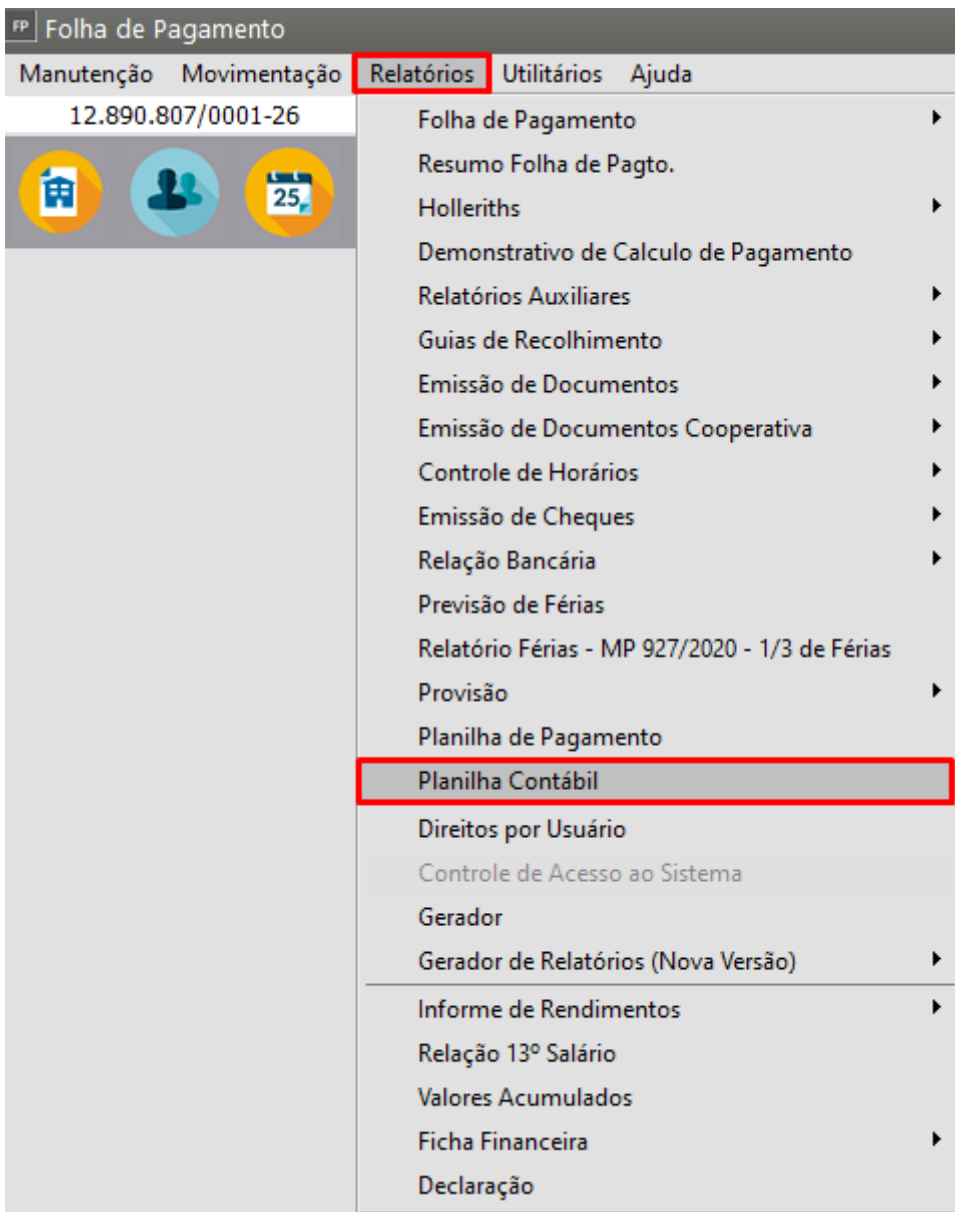 FP Folha de Pagamento
Manutenção Movimentação Relatórios Utilitários Ajuda
12.890.807/0001-26
25
Folha de Pagamento
Resumo Folha de Pagto.
Holleriths
Demonstrativo de Calculo de Pagamento
Relatórios Auxiliares
Guias de Recolhimento
Emissão de Documentos
Emissão de Documentos Cooperativa
Controle de Horários
Emissão de Cheques
Relação Bancária
Previsão de Férias
Relatório Férias - MP 927/2020 - 1/3 de Férias
Provisão
Planilha de Pagamento
Planilha Contábil
Direitos por Usuário
Controle de Acesso ao Sistema
Gerador
Gerador de Relatórios (Nova Versão)
Informe de Rendimentos
Relação 13º Salário
Valores Acumulados
Ficha Financeira
Declaração